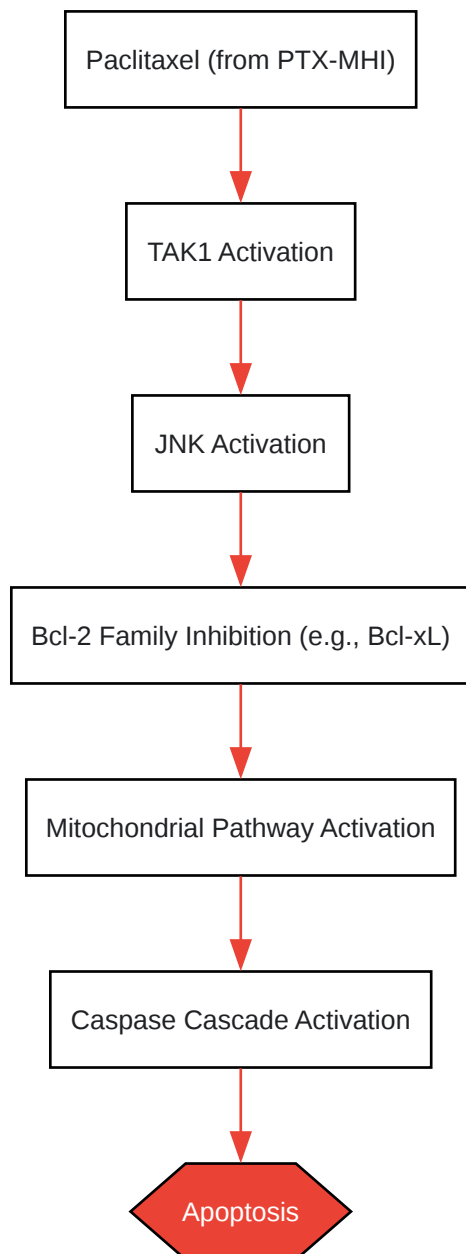 Paclitaxel (from PTX-MHI)
TAK1 Activation
JNK Activation
Bcl-2 Family Inhibition (e.g., Bcl-xL)
Mitochondrial Pathway Activation
Caspase Cascade Activation
Apoptosis